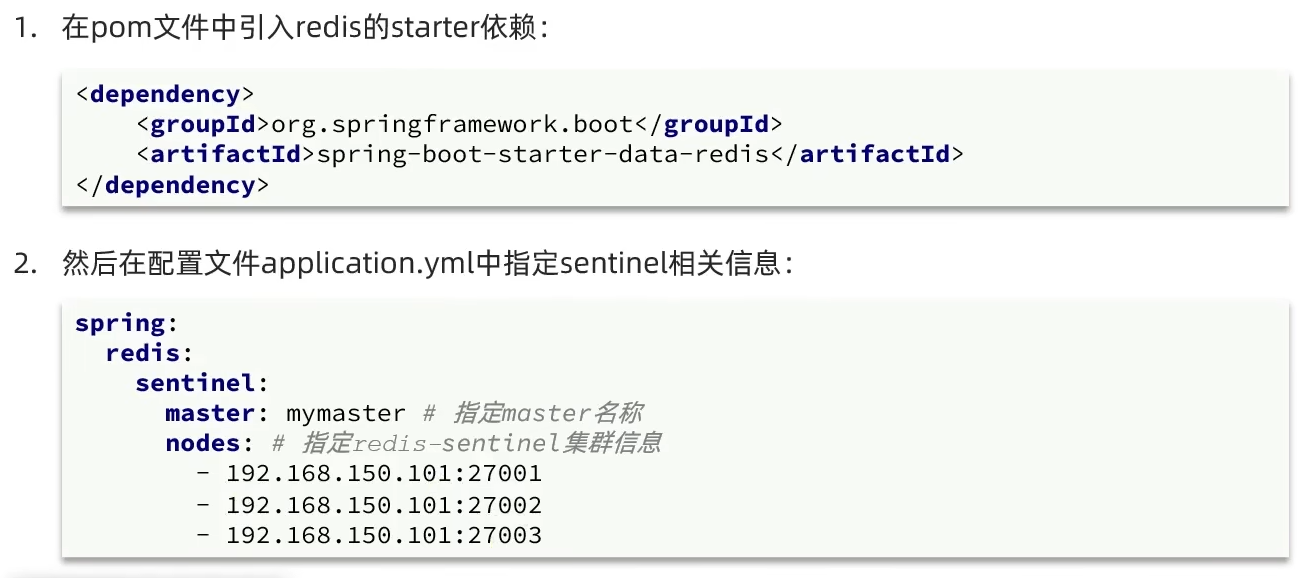 1. 在pom文件中引入redis的starter依赖：
<dependency>
    <groupId>org.springframework.boot</groupId>
    <artifactId>spring-boot-starter-data-redis</artifactId>
</dependency>
2. 然后在配置文件application.yml中指定sentinel相关信息：
spring:
  redis:
    sentinel:
      master: mymaster # 指定master名称
      nodes: # 指定redis-sentinel集群信息
        - 192.168.150.101:27001
        - 192.168.150.101:27002
        - 192.168.150.101:27003